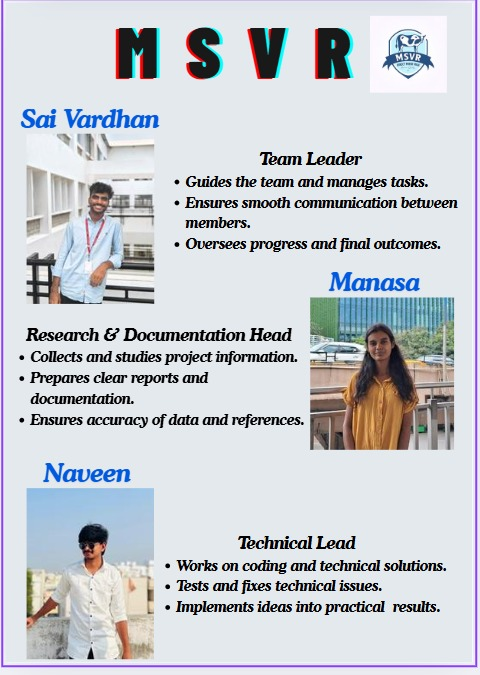 MSVR
MSVR
Sai Vardhan
Team Leader
• Guides the team and manages tasks.
• Ensures smooth communication between
members.
• Oversees progress and final outcomes.
Manasa
Research & Documentation Head
• Collects and studies project information.
• Prepares clear reports and
documentation.
• Ensures accuracy of data and references.
Naveen
Technical Lead
• Works on coding and technical solutions.
• Tests and fixes technical issues.
• Implements ideas into practical results.